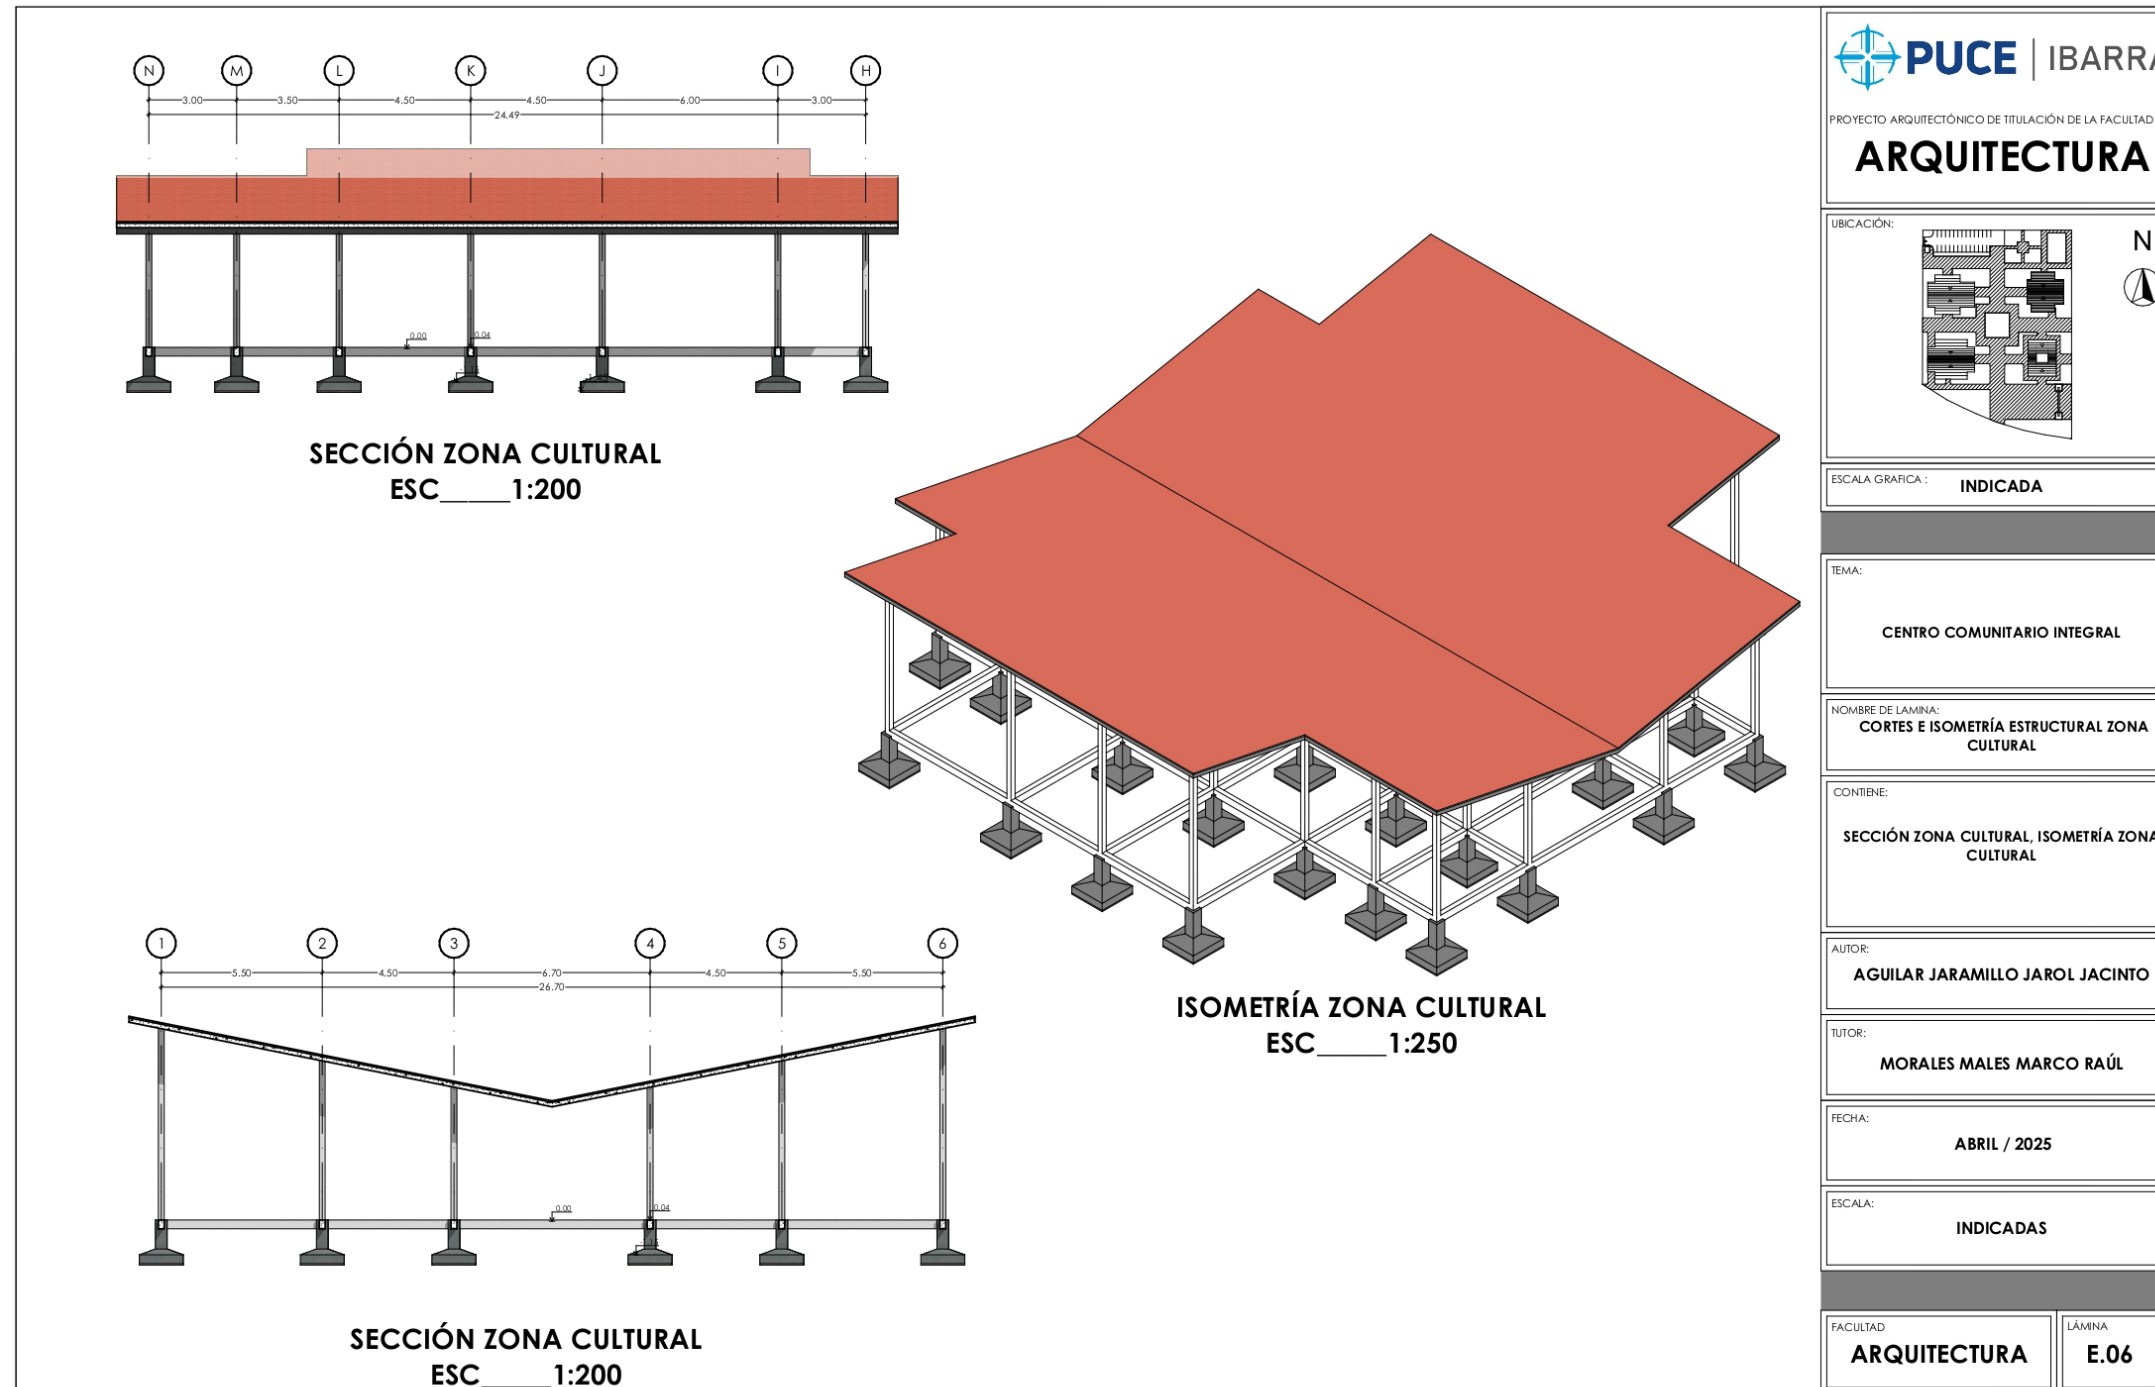 N M L K J I H
3.00 3.50 4.50 4.50 6.00 3.00
24.49
0.00 0.04
SECCIÓN ZONA CULTURAL
ESC_____1:200
ISOMETRÍA ZONA CULTURAL
ESC_____1:250
1 2 3 4 5 6
5.50 4.50 6.70 4.50 5.50
26.70
0.00 0.04
SECCIÓN ZONA CULTURAL
ESC_____1:200
PUCE | IBARRA
PROYECTO ARQUITECTÓNICO DE TITULACIÓN DE LA FACULTAD
ARQUITECTURA
UBICACIÓN:
N
ESCALA GRAFICA : INDICADA
TEMA:
CENTRO COMUNITARIO INTEGRAL
NOMBRE DE LAMINA:
CORTES E ISOMETRÍA ESTRUCTURAL ZONA
CULTURAL
CONTIENE:
SECCIÓN ZONA CULTURAL, ISOMETRÍA ZONA
CULTURAL
AUTOR:
AGUILAR JARAMILLO JAROL JACINTO
TUTOR:
MORALES MALES MARCO RAÚL
FECHA:
ABRIL / 2025
ESCALA:
INDICADAS
FACULTAD
ARQUITECTURA
LÁMINA
E.06